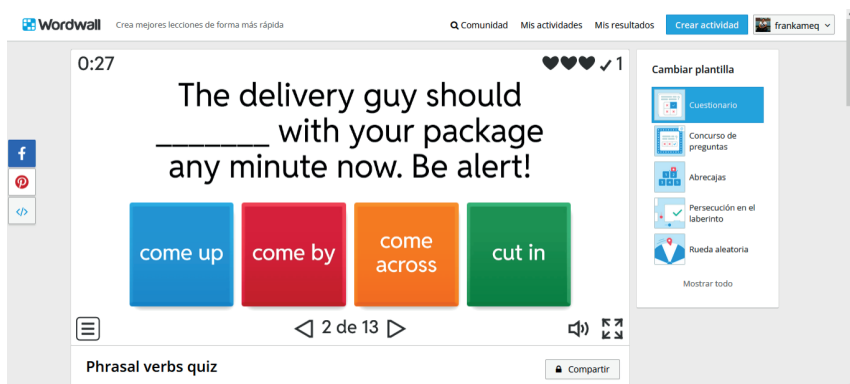 Wordwall
Crea mejores lecciones de forma más rápida
Comunidad
Mis actividades
Mis resultados
Crear actividad
frankameq
0:27
1
The delivery guy should
_______ with your package
any minute now. Be alert!
come up
come by
come
across
cut in
2 de 13
Phrasal verbs quiz
Compartir
Cambiar plantilla
Cuestionario
Concurso de
preguntas
Abrecajas
Persecución en el
laberinto
Rueda aleatoria
Mostrar todo